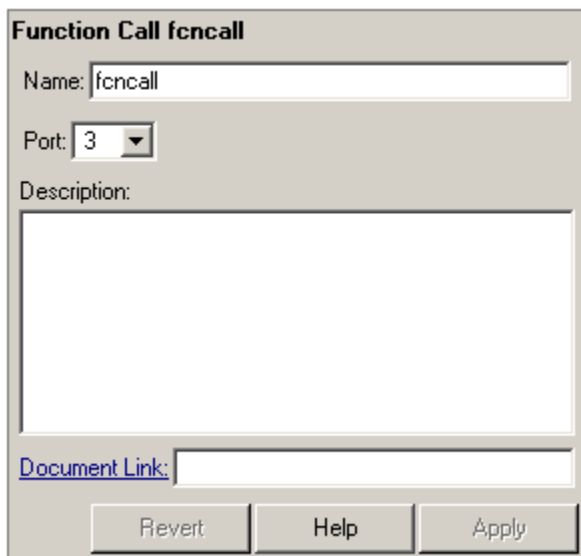 Function Call fcncall
Name: fcncall
Port: 3
Description:
Document Link:
Revert Help Apply